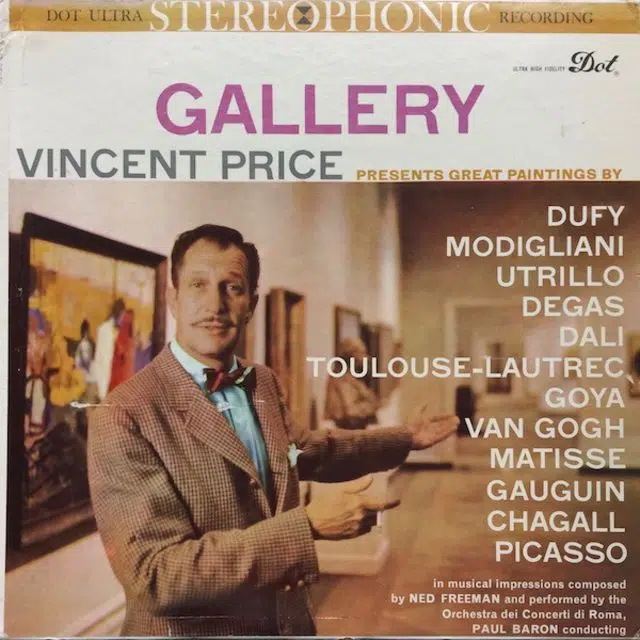 DOT ULTRA STEREOPHONIC RECORDING
ULTRA HIGH FIDELITY Dot
GALLERY
VINCENT PRICE PRESENTS GREAT PAINTINGS BY
DUFY
MODIGLIANI
UTRILLO
DEGAS
DALI
TOULOUSE-LAUTREC
GOYA
VAN GOGH
MATISSE
GAUGUIN
CHAGALL
PICASSO
in musical impressions composed
by NED FREEMAN and performed by the
Orchestra dei Concerti di Roma,
PAUL BARON conducting